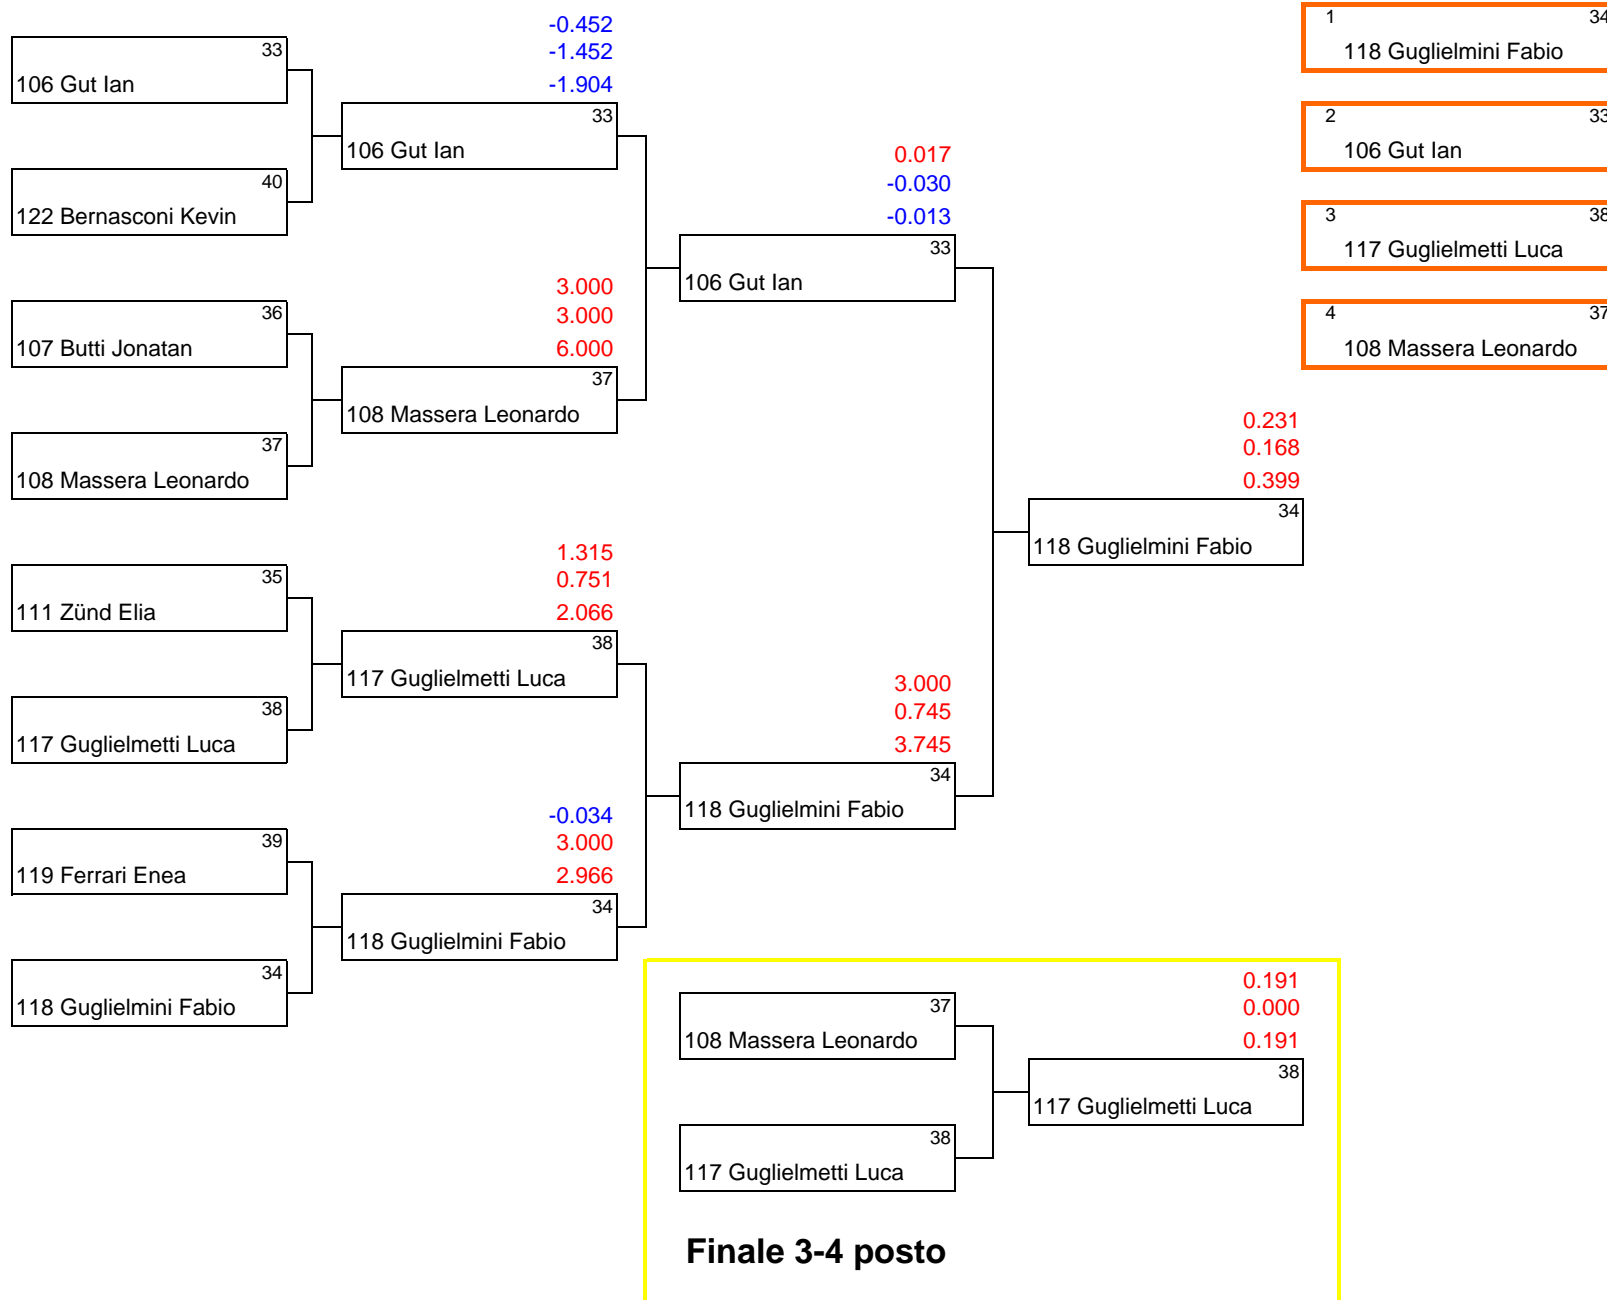 -0.452
-1.452
-1.904
33
106 Gut Ian
33
106 Gut Ian
40
122 Bernasconi Kevin
36
107 Butti Jonatan
3.000
3.000
6.000
37
108 Massera Leonardo
37
108 Massera Leonardo
0.017
-0.030
-0.013
33
106 Gut Ian
35
111 Zünd Elia
1.315
0.751
2.066
38
117 Guglielmetti Luca
38
117 Guglielmetti Luca
39
119 Ferrari Enea
-0.034
3.000
2.966
34
118 Guglielmini Fabio
34
118 Guglielmini Fabio
3.000
0.745
3.745
34
118 Guglielmini Fabio
0.231
0.168
0.399
34
118 Guglielmini Fabio
1 34
118 Guglielmini Fabio
2 33
106 Gut Ian
3 38
117 Guglielmetti Luca
4 37
108 Massera Leonardo
37
108 Massera Leonardo
0.191
0.000
0.191
38
117 Guglielmetti Luca
38
117 Guglielmetti Luca
Finale 3-4 posto